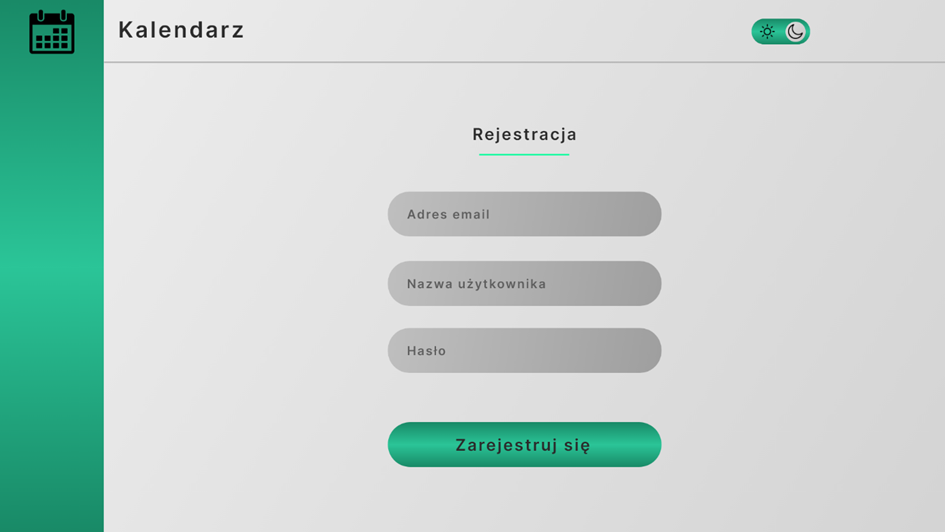 Kalendarz
Rejestracja
Adres email
Nazwa użytkownika
Hasło
Zarejestruj się